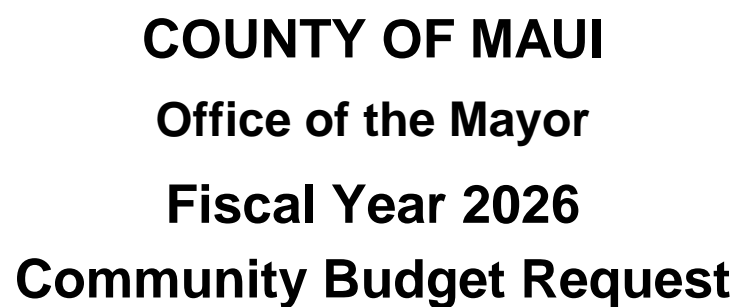 COUNTY OF MAUI
Office of the Mayor
Fiscal Year 2026
Community Budget Request